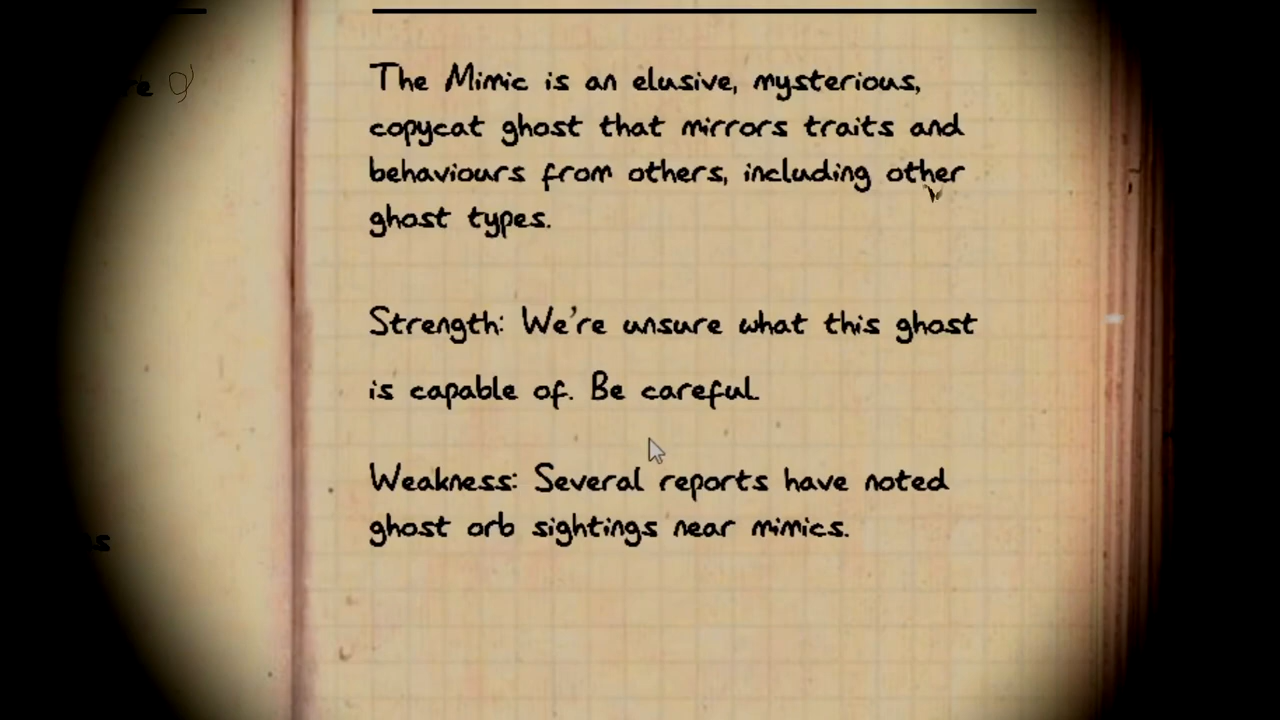 The Mimic is an elusive, mysterious,
copycat ghost that mirrors traits and
behaviours from others, including other
ghost types.
Strength: We're unsure what this ghost
is capable of. Be careful.
Weakness: Several reports have noted
ghost orb sightings near mimics.